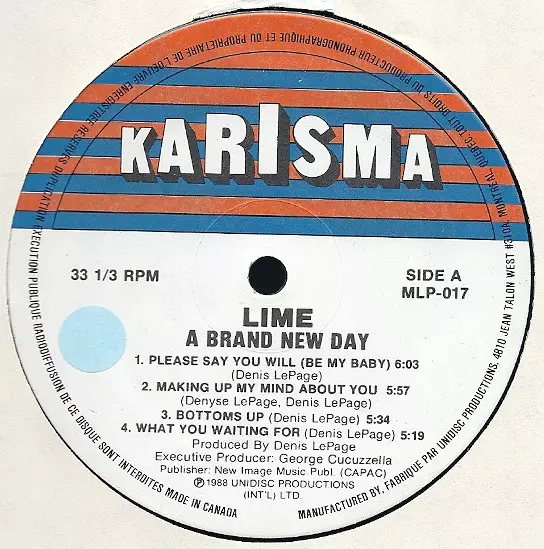 KARISMA
33 1/3 RPM
SIDE A
MLP-017
LIME
A BRAND NEW DAY
1. PLEASE SAY YOU WILL (BE MY BABY) 6:03
(Denis LePage)
2. MAKING UP MY MIND ABOUT YOU 5:57
(Denyse LePage, Denis LePage)
3. BOTTOMS UP (Denis LePage) 5:34
4. WHAT YOU WAITING FOR (Denis LePage) 5:19
Produced By Denis LePage
Executive Producer: George Cucuzzella
Publisher: New Image Music Publ. (CAPAC)
Ⓟ 1988 UNIDISC PRODUCTIONS
(INT'L) LTD.
MANUFACTURED BY, FABRIQUE PAR UNIDISC PRODUCTIONS, 4810 JEAN TALON WEST #310A, MONTREAL, QUEBEC TOUT DROITS DU PRODUCTEUR PHONOGRAPHIQUE ET DU PROPRIETAIRE DE L'OEUVRE ENREGISTREE RESERVES DUPLICATION EXECUTION PUBLIQUE RADIODIFFUSION DE CE DISQUE SONT INTERDITES MADE IN CANADA